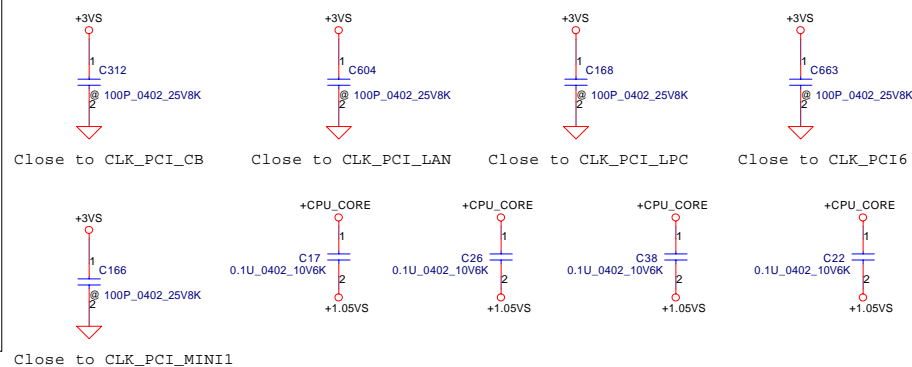 +3VS
+3VS
+3VS
+3VS
1
C312
@ 100P_0402_25V8K
2
1
C604
@ 100P_0402_25V8K
2
1
C168
@ 100P_0402_25V8K
2
1
C663
@ 100P_0402_25V8K
2
Close to CLK_PCI_CB
Close to CLK_PCI_LAN
Close to CLK_PCI_LPC
Close to CLK_PCI6
+3VS
1
C166
@ 100P_0402_25V8K
2
Close to CLK_PCI_MINI1
+CPU_CORE
1
C17
0.1U_0402_10V6K
2
+1.05VS
+CPU_CORE
1
C26
0.1U_0402_10V6K
2
+1.05VS
+CPU_CORE
1
C38
0.1U_0402_10V6K
2
+1.05VS
+CPU_CORE
1
C22
0.1U_0402_10V6K
2
+1.05VS